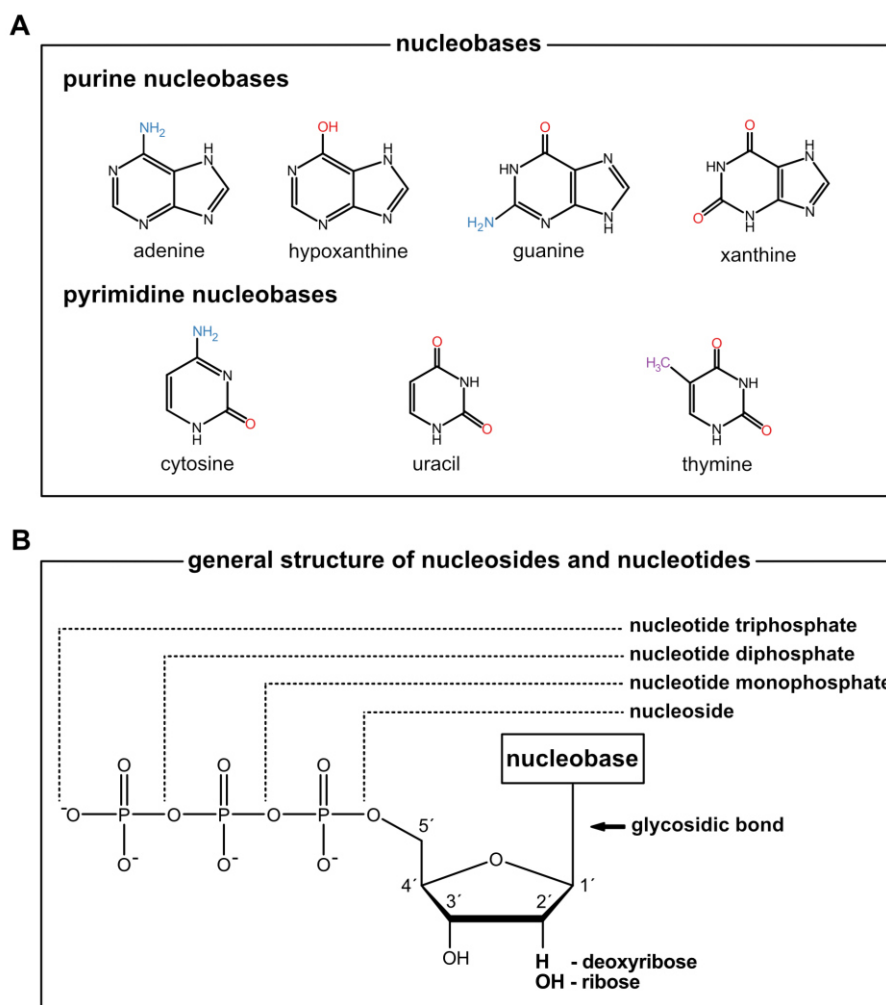 A
nucleobases
purine nucleobases
NH₂
N
N
H
N
N
adenine
OH
N
N
H
N
N
hypoxanthine
O
HN
N
H₂N
N
N
H
guanine
O
HN
H
N
O
N
H
N
xanthine
pyrimidine nucleobases
NH₂
N
N
H
O
cytosine
O
NH
N
H
O
uracil
O
H₃C
NH
N
H
O
thymine
B
general structure of nucleosides and nucleotides
nucleotide triphosphate
nucleotide diphosphate
nucleotide monophosphate
nucleoside
nucleobase
O O O
⁻O P O P O P O
O⁻ O⁻ O⁻
5´
glycosidic bond
O
4´ 1´
3´ 2´
OH
H - deoxyribose
OH - ribose